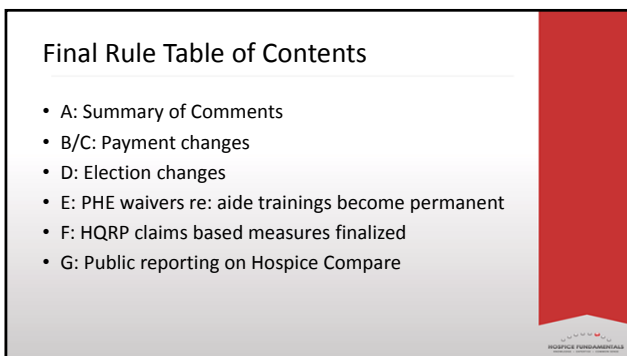 Final Rule Table of Contents
• A: Summary of Comments
• B/C: Payment changes
• D: Election changes
• E: PHE waivers re: aide trainings become permanent
• F: HQRP claims based measures finalized
• G: Public reporting on Hospice Compare
HOSPICE FUNDAMENTALS